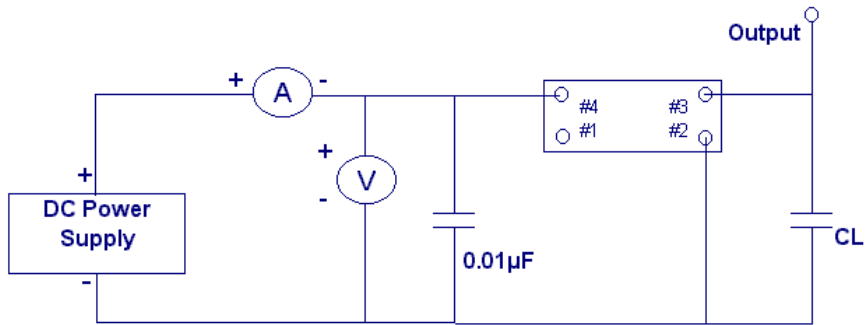 Output
+
-
A
#4
#3
#1
#2
+
V
-
+
DC Power
Supply
-
0.01µF
CL